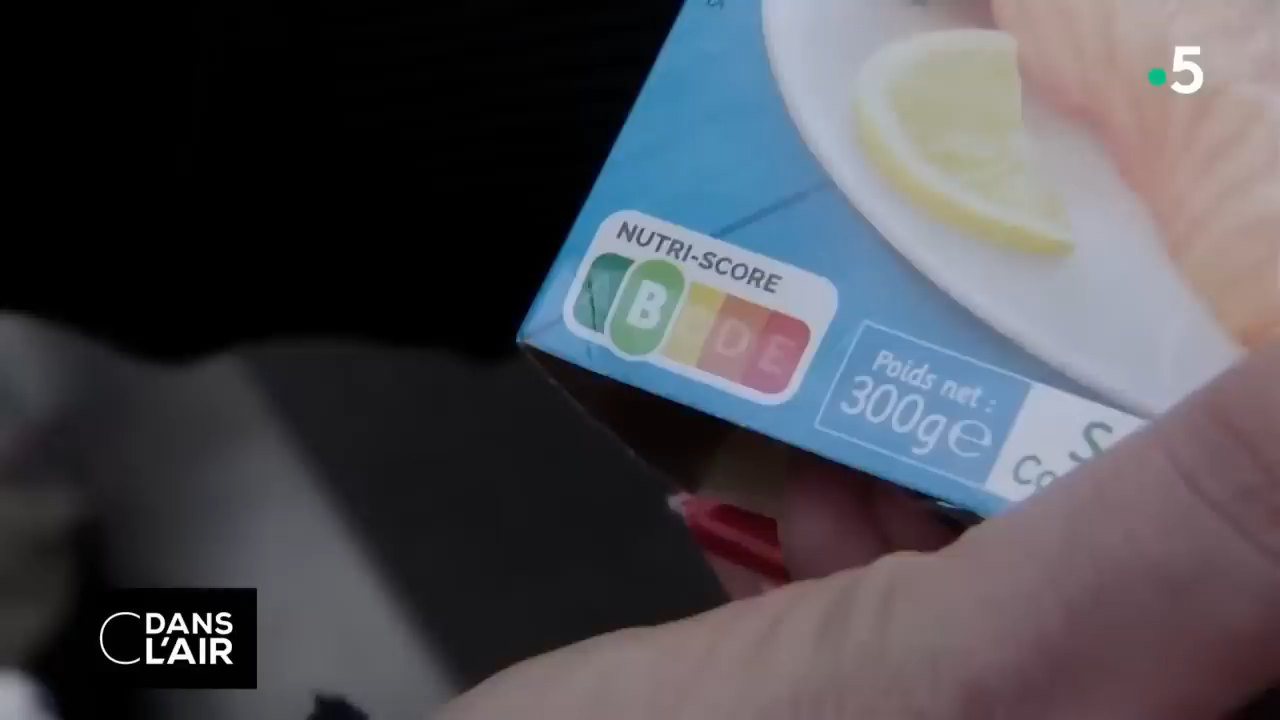 5
NUTRI-SCORE
B C D E
Poids net :
300g e
C DANS
L'AIR